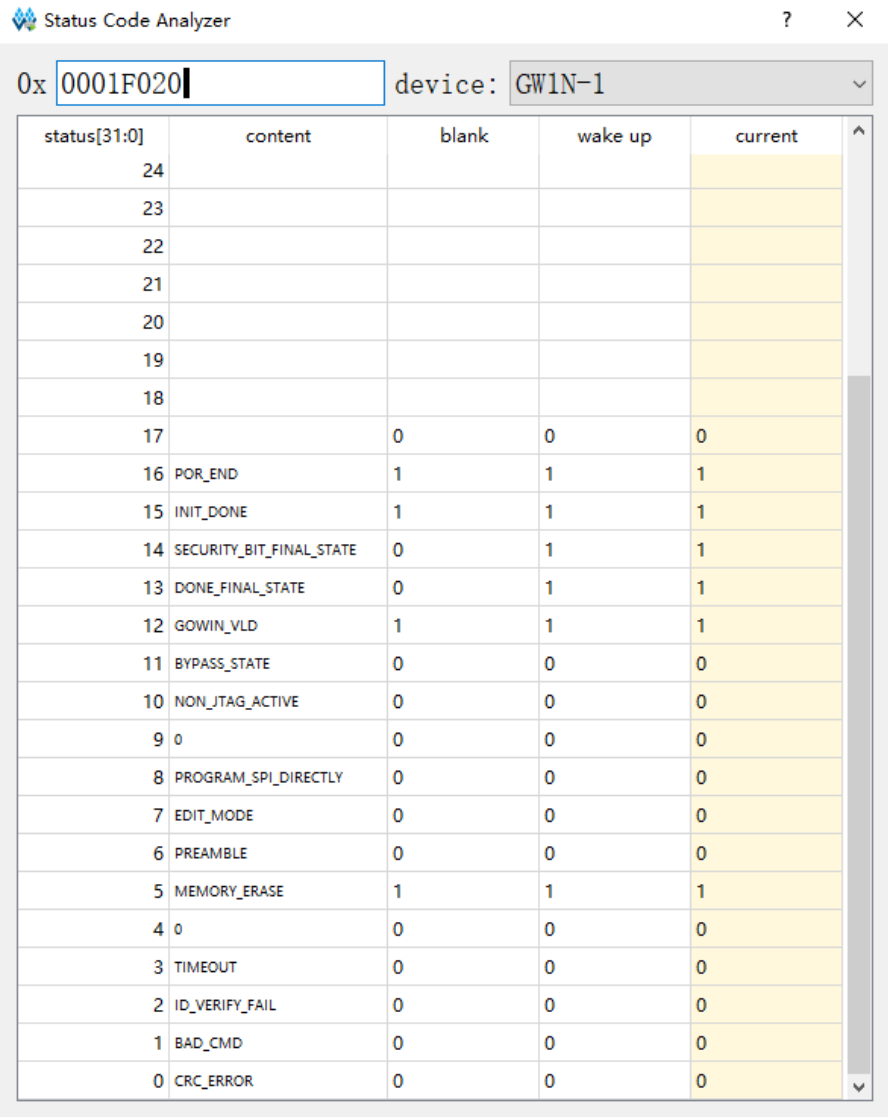 Status Code Analyzer ? ×
0x 0001F020 device: GW1N-1
status[31:0] content blank wake up current
24
23
22
21
20
19
18
17 0 0 0
16 POR_END 1 1 1
15 INIT_DONE 1 1 1
14 SECURITY_BIT_FINAL_STATE 0 1 1
13 DONE_FINAL_STATE 0 1 1
12 GOWIN_VLD 1 1 1
11 BYPASS_STATE 0 0 0
10 NON_JTAG_ACTIVE 0 0 0
9 0 0 0 0
8 PROGRAM_SPI_DIRECTLY 0 0 0
7 EDIT_MODE 0 0 0
6 PREAMBLE 0 0 0
5 MEMORY_ERASE 1 1 1
4 0 0 0 0
3 TIMEOUT 0 0 0
2 ID_VERIFY_FAIL 0 0 0
1 BAD_CMD 0 0 0
0 CRC_ERROR 0 0 0